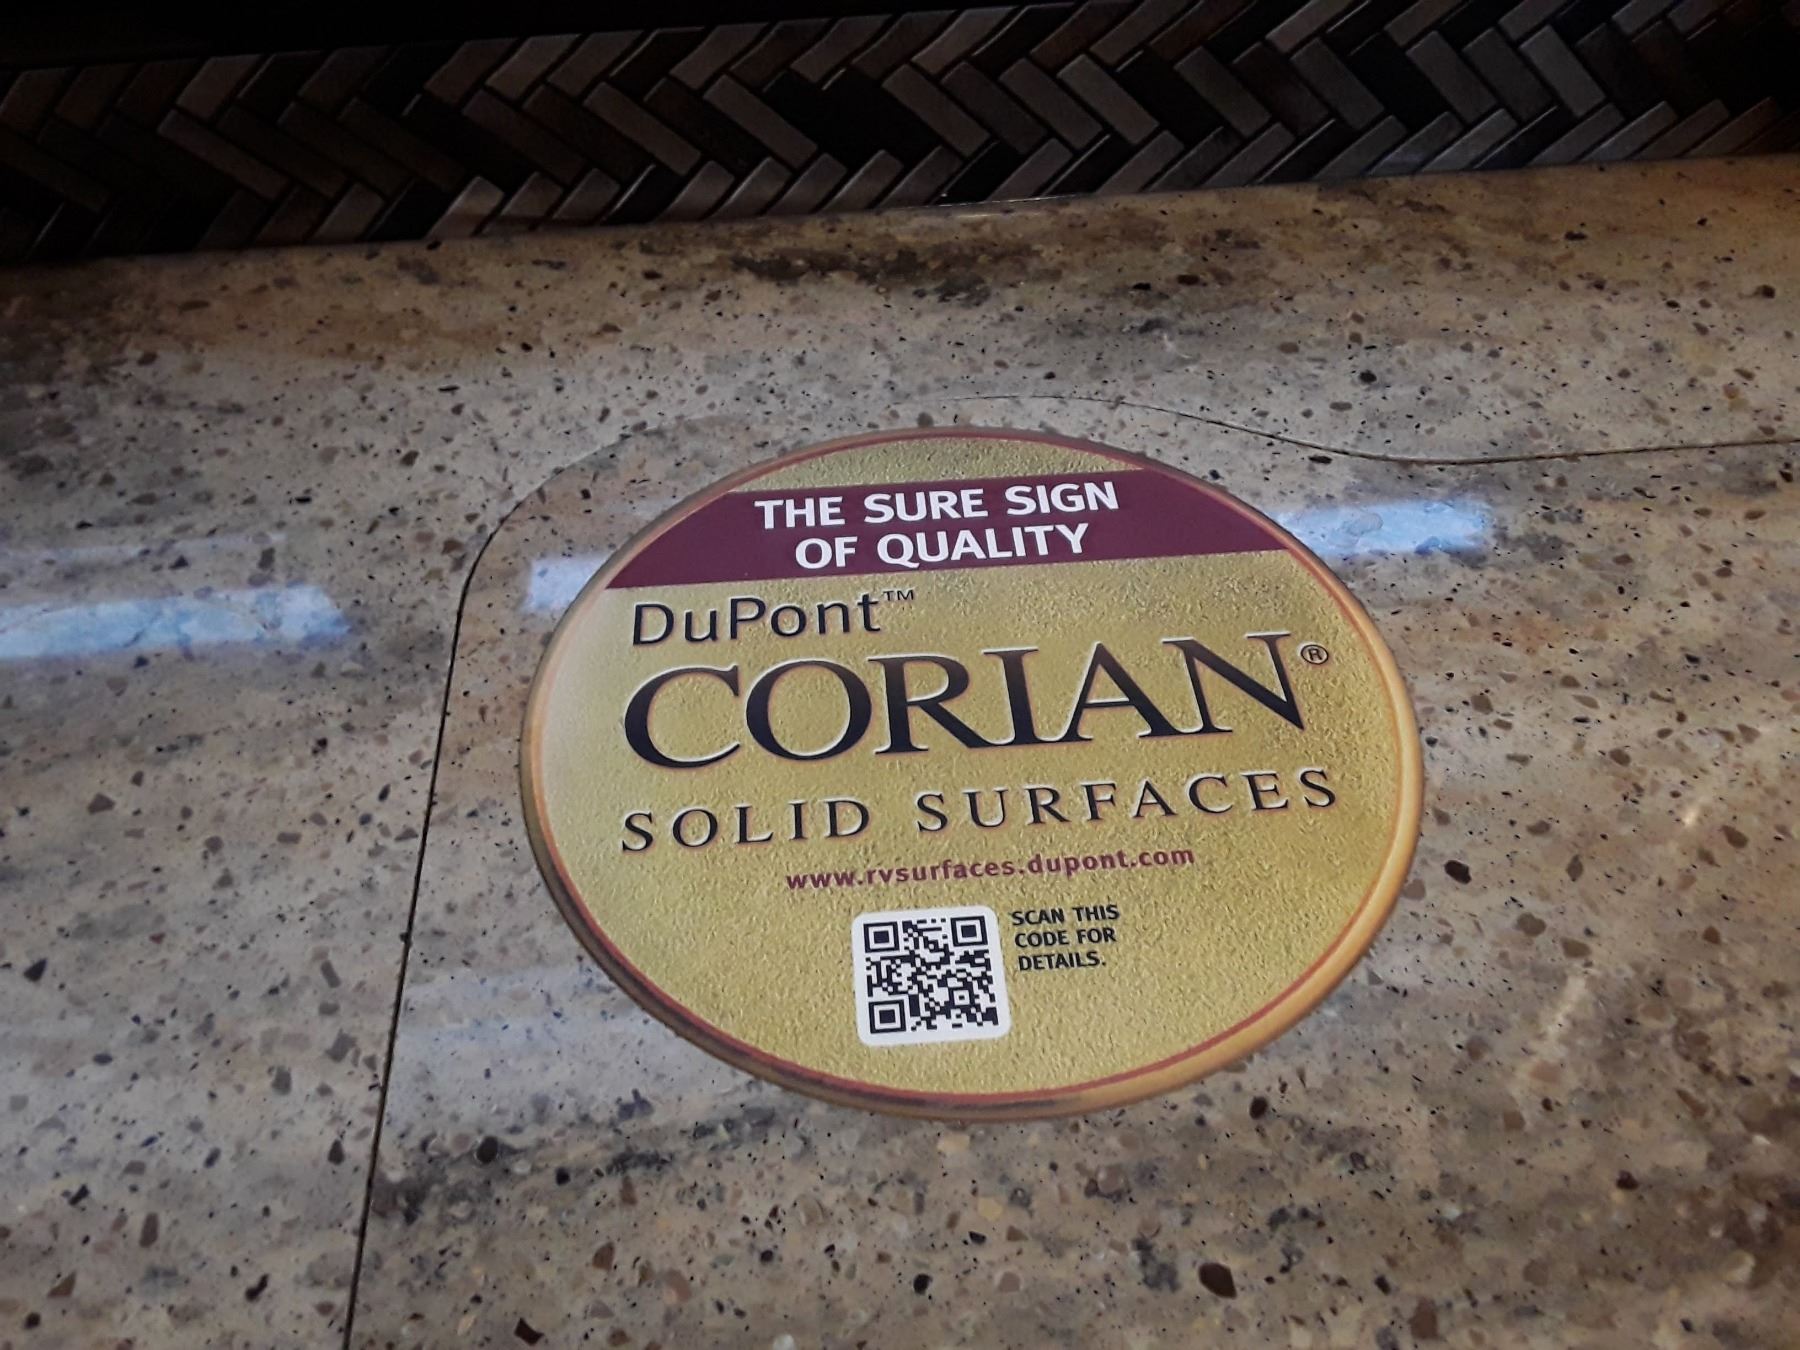 THE SURE SIGN
OF QUALITY
DuPont™
CORIAN®
SOLID SURFACES
www.rvsurfaces.dupont.com
SCAN THIS
CODE FOR
DETAILS.